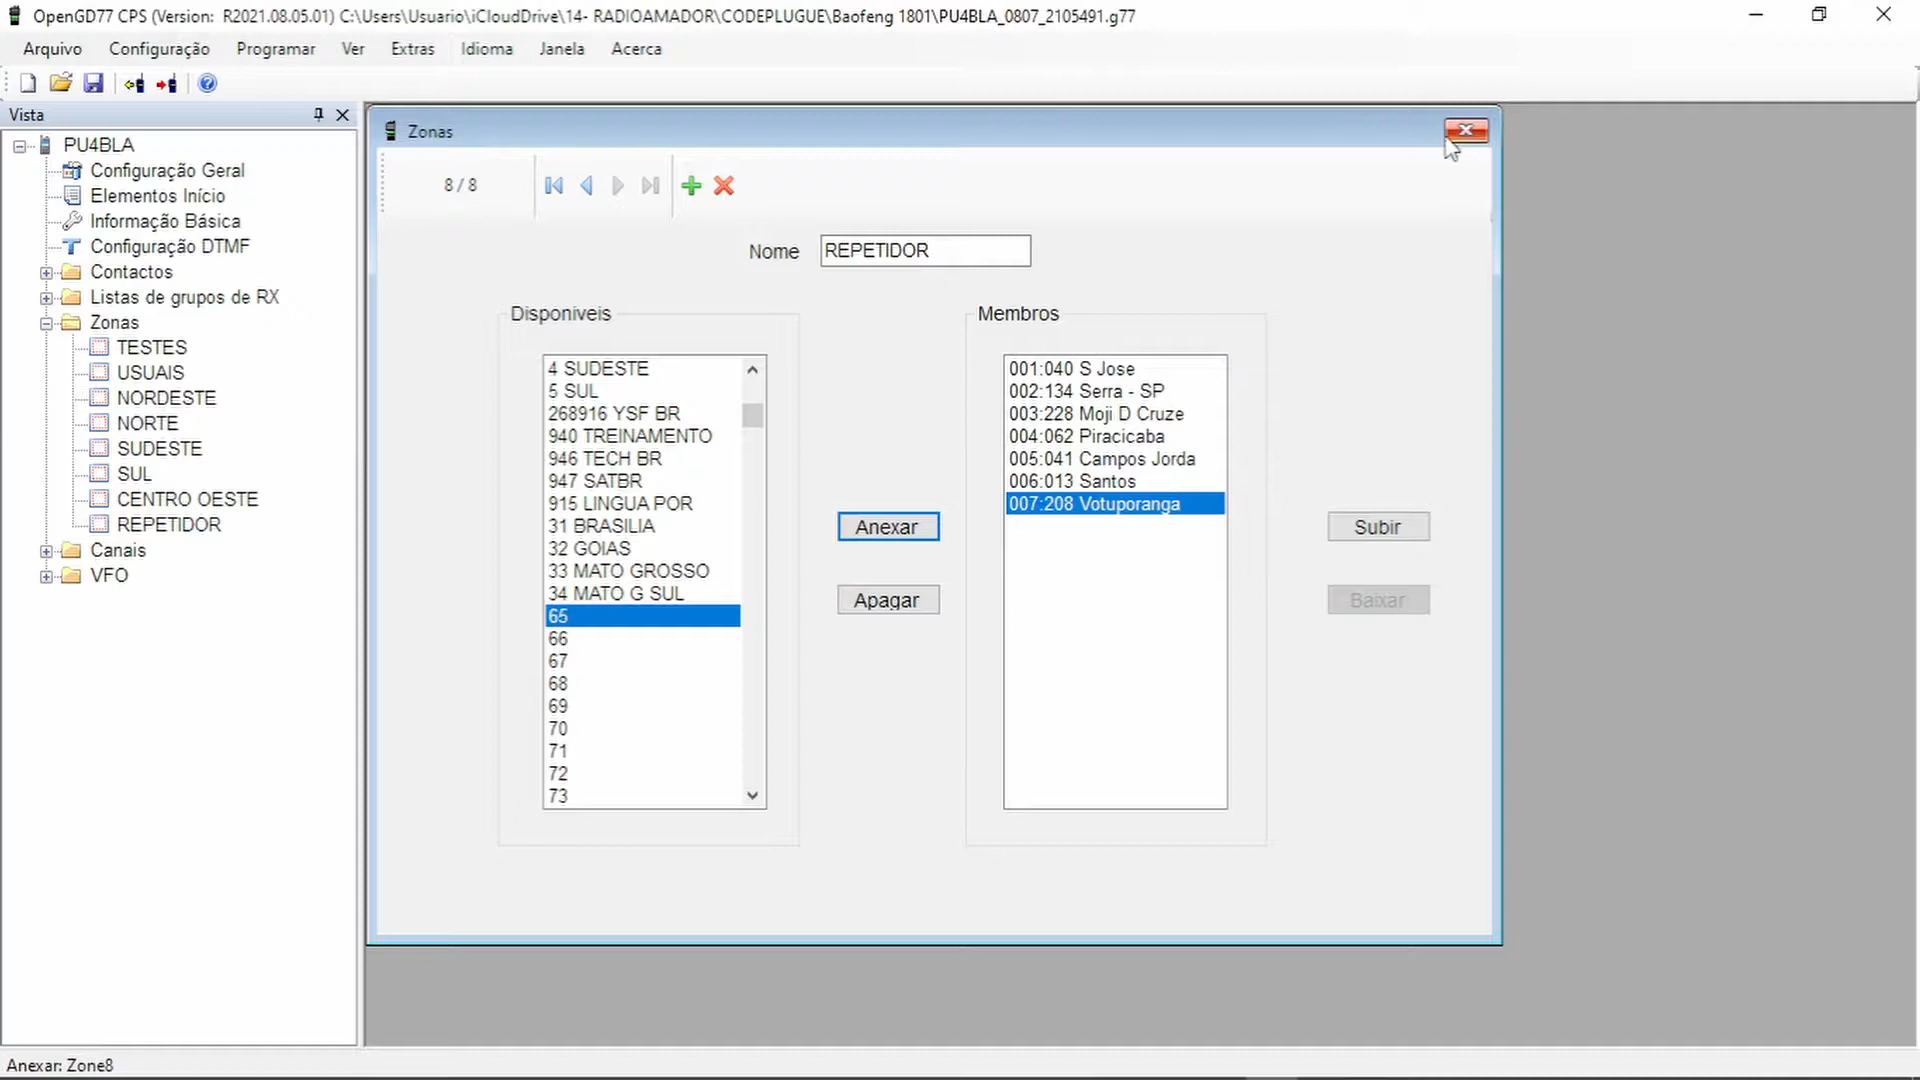 OpenGD77 CPS (Version: R2021.08.05.01) C:\Users\Usuario\iCloudDrive\14- RADIOAMADOR\CODEPLUGUE\Baofeng 1801\PU4BLA_0807_2105491.g77
Arquivo Configuração Programar Ver Extras Idioma Janela Acerca
Vista
PU4BLA
Configuração Geral
Elementos Início
Informação Básica
Configuração DTMF
Contactos
Listas de grupos de RX
Zonas
TESTES
USUAIS
NORDESTE
NORTE
SUDESTE
SUL
CENTRO OESTE
REPETIDOR
Canais
VFO
Zonas
8 / 8
Nome REPETIDOR
Disponiveis
4 SUDESTE
5 SUL
268916 YSF BR
940 TREINAMENTO
946 TECH BR
947 SATBR
915 LINGUA POR
31 BRASILIA
32 GOIAS
33 MATO GROSSO
34 MATO G SUL
65
66
67
68
69
70
71
72
73
Anexar
Apagar
Membros
001:040 S Jose
002:134 Serra - SP
003:228 Moji D Cruze
004:062 Piracicaba
005:041 Campos Jorda
006:013 Santos
007:208 Votuporanga
Subir
Baixar
Anexar: Zone8